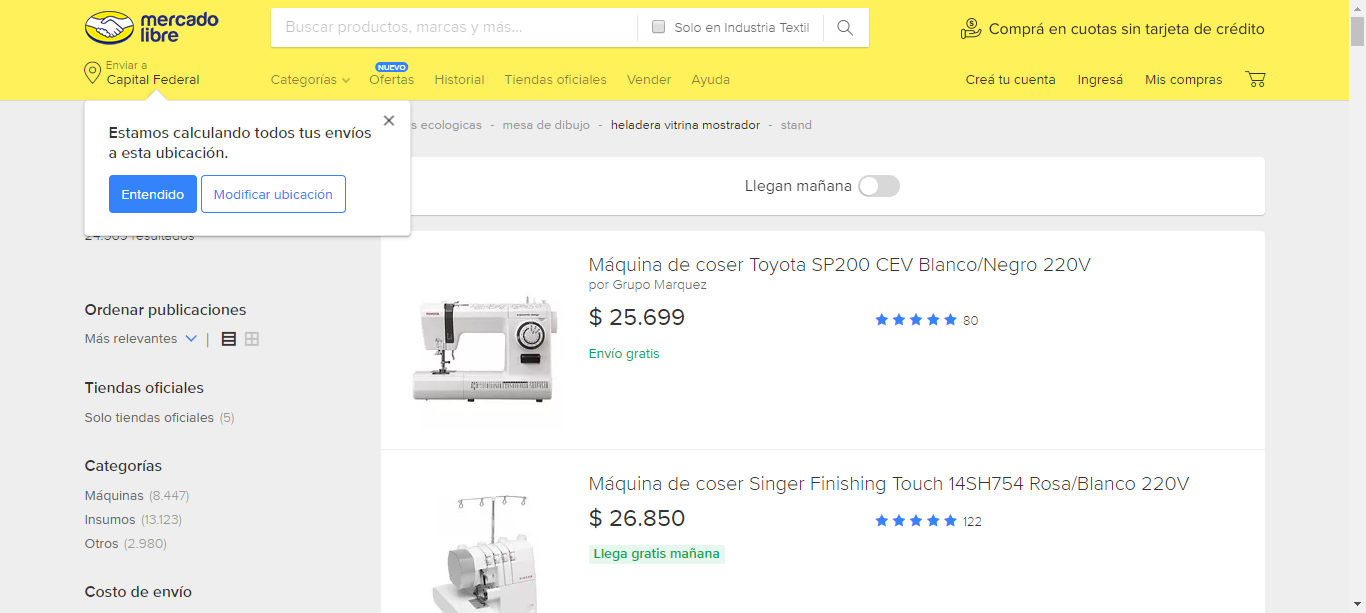 mercado
libre
Buscar productos, marcas y más...
Solo en Industria Textil
Comprá en cuotas sin tarjeta de crédito
Enviar a
Capital Federal
Categorías
NUEVO
Ofertas
Historial
Tiendas oficiales
Vender
Ayuda
Creá tu cuenta
Ingresá
Mis compras
Estamos calculando todos tus envíos
a esta ubicación.
Entendido
Modificar ubicación
s ecologicas - mesa de dibujo - heladera vitrina mostrador - stand
Llegan mañana
24.909 resultados
Ordenar publicaciones
Más relevantes
Tiendas oficiales
Solo tiendas oficiales (5)
Categorías
Máquinas (8.447)
Insumos (13.123)
Otros (2.980)
Costo de envío
Máquina de coser Toyota SP200 CEV Blanco/Negro 220V
por Grupo Marquez
$ 25.699
80
Envío gratis
TOYOTA
Máquina de coser Singer Finishing Touch 14SH754 Rosa/Blanco 220V
$ 26.850
122
Llega gratis mañana
SINGER